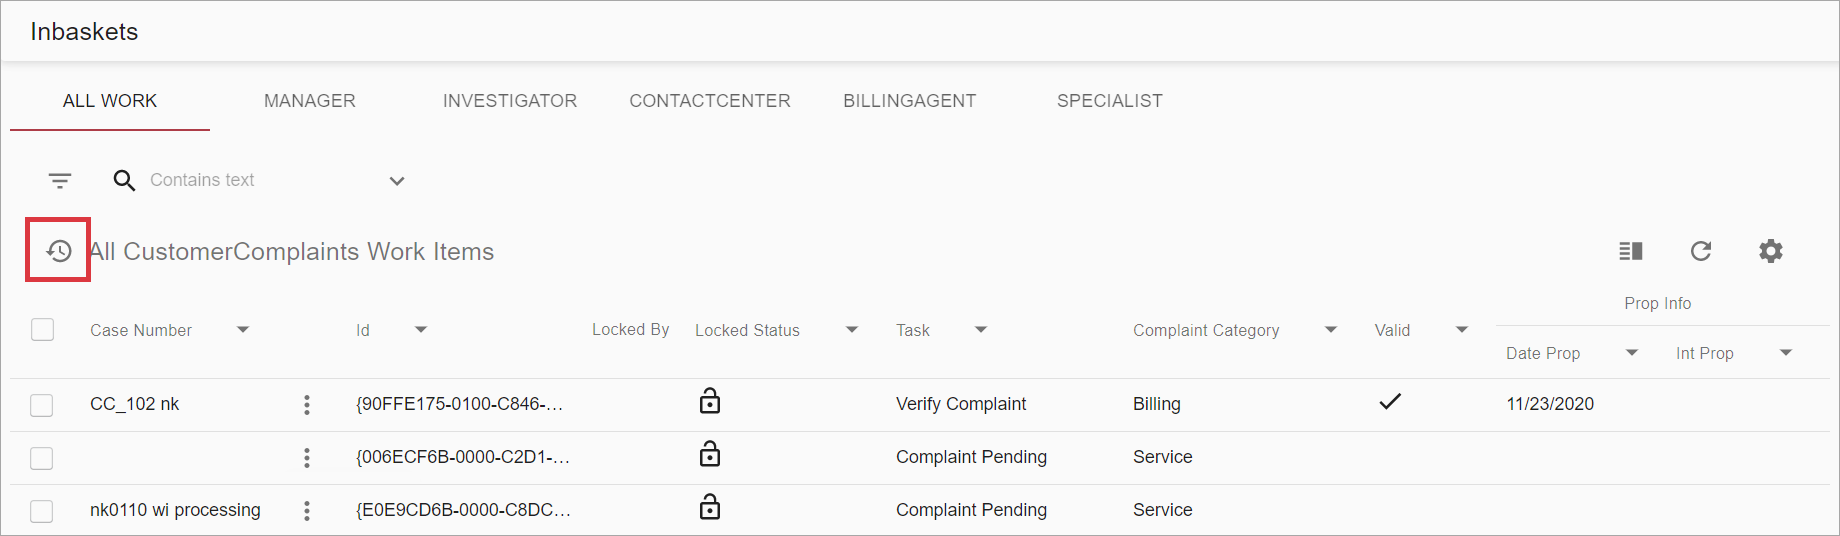 Inbaskets
ALL WORK MANAGER INVESTIGATOR CONTACTCENTER BILLINGAGENT SPECIALIST
Contains text
All CustomerComplaints Work Items
Prop Info
Case Number Id Locked By Locked Status Task Complaint Category Valid
Date Prop Int Prop
CC_102 nk {90FFE175-0100-C846-... Verify Complaint Billing 11/23/2020
{006ECF6B-0000-C2D1-... Complaint Pending Service
nk0110 wi processing {E0E9CD6B-0000-C8DC... Complaint Pending Service